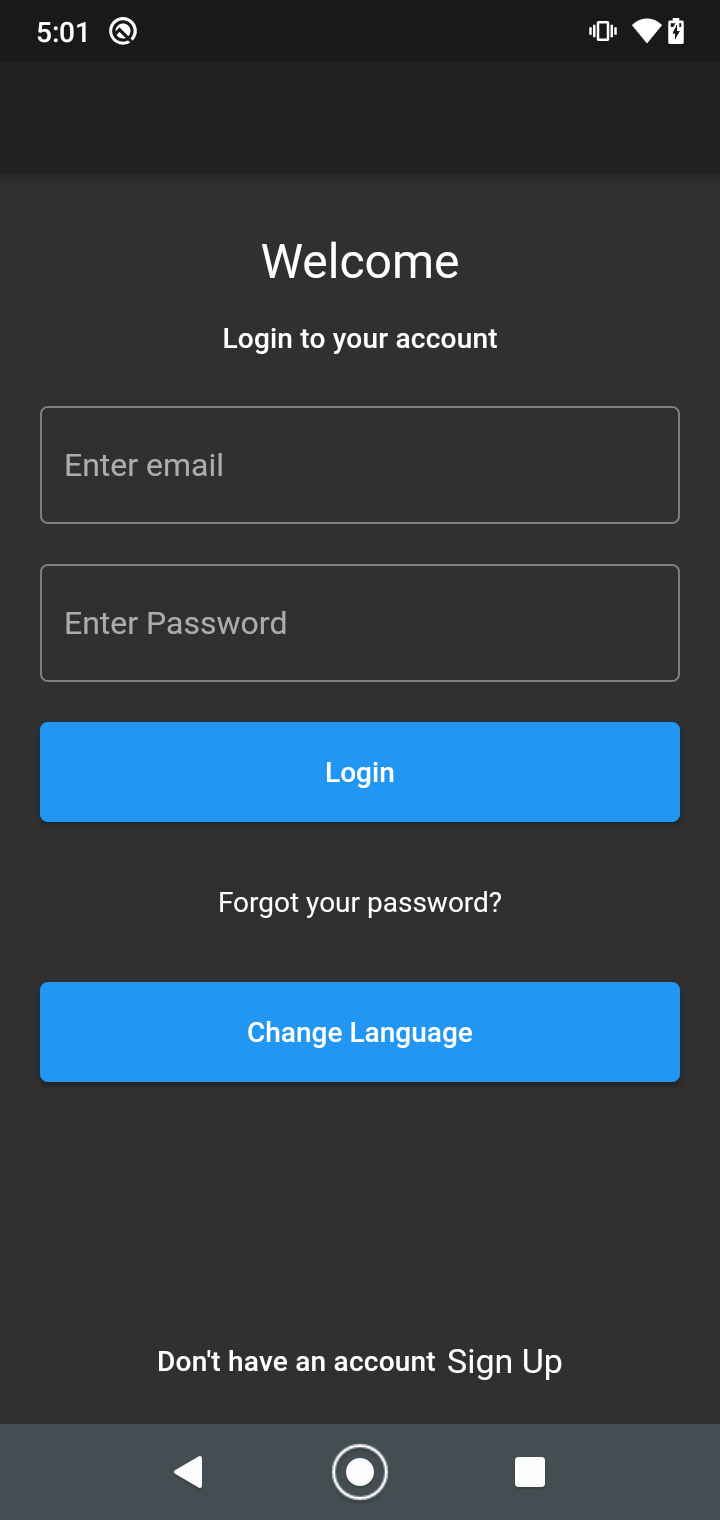 5:01
Welcome
Login to your account
Enter email
Enter Password
Login
Forgot your password?
Change Language
Don't have an account Sign Up